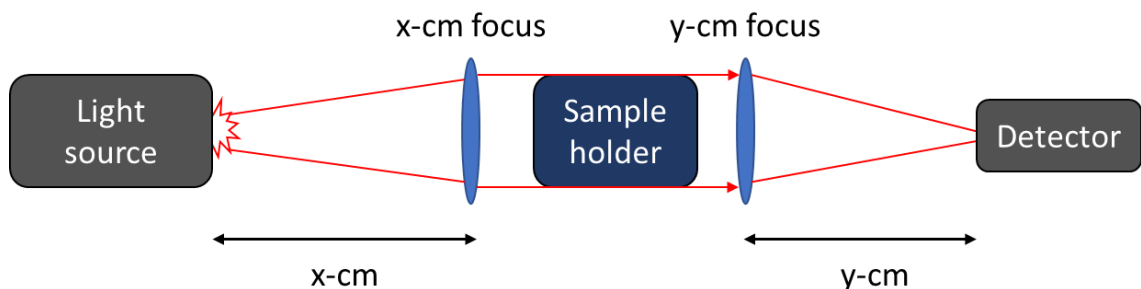 x-cm focus
y-cm focus
Light
source
Sample
holder
Detector
x-cm
y-cm